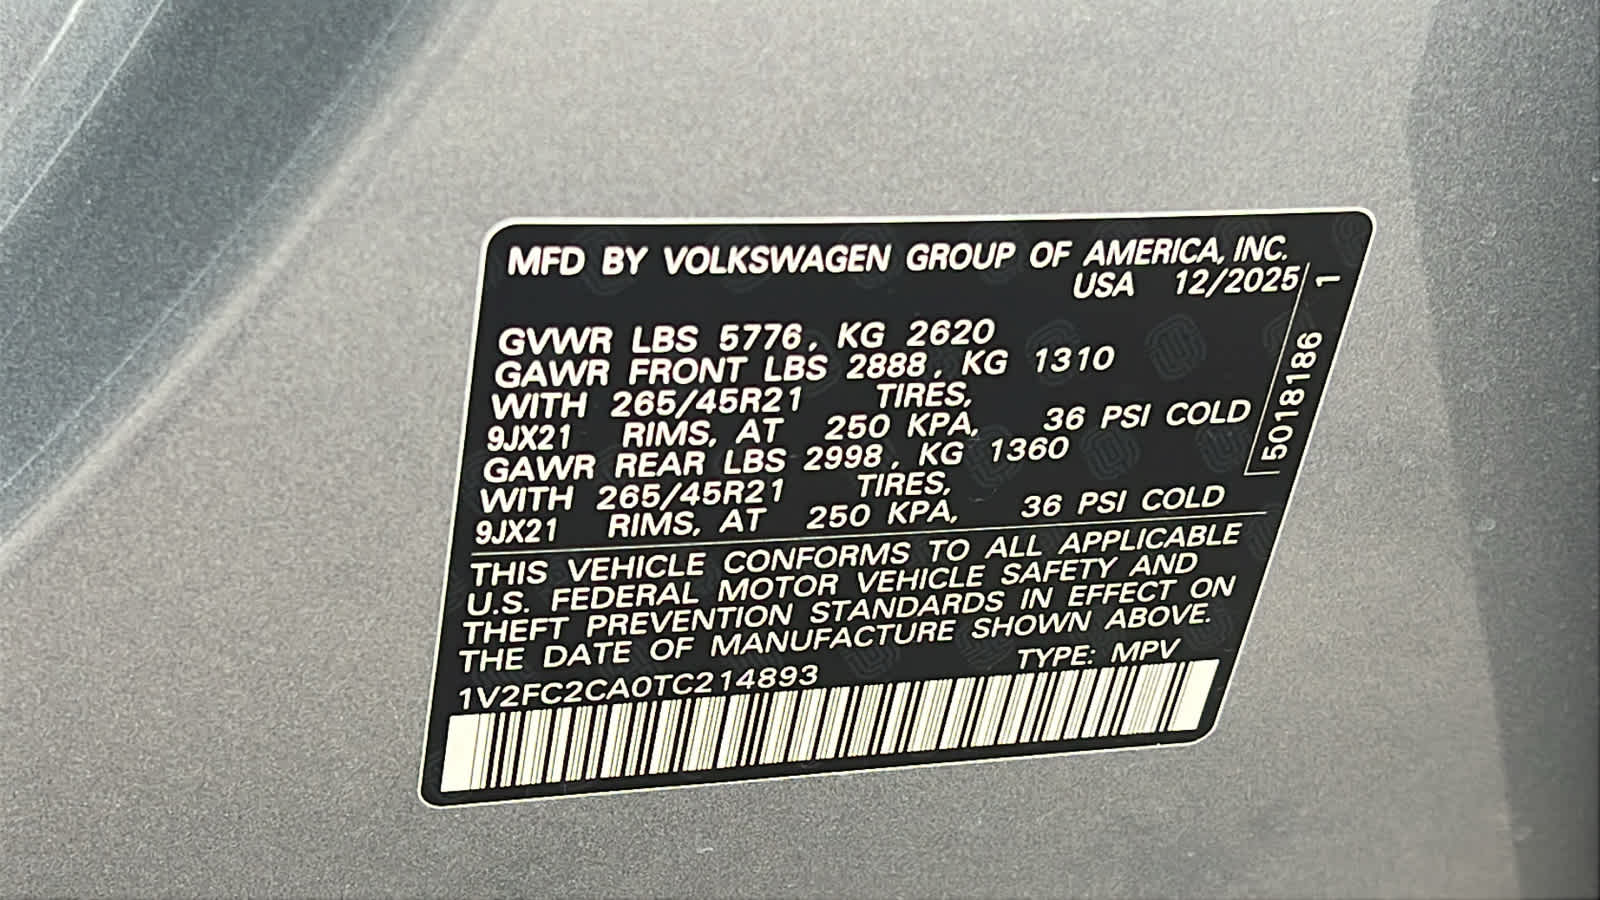 MFD BY VOLKSWAGEN GROUP OF AMERICA, INC.
USA 12/2025
GVWR LBS 5776, KG 2620
GAWR FRONT LBS 2888, KG 1310
WITH 265/45R21 TIRES,
9JX21 RIMS, AT 250 KPA, 36 PSI COLD
GAWR REAR LBS 2998, KG 1360
WITH 265/45R21 TIRES,
9JX21 RIMS, AT 250 KPA, 36 PSI COLD
5018186 1
THIS VEHICLE CONFORMS TO ALL APPLICABLE
U.S. FEDERAL MOTOR VEHICLE SAFETY AND
THEFT PREVENTION STANDARDS IN EFFECT ON
THE DATE OF MANUFACTURE SHOWN ABOVE.
TYPE: MPV
1V2FC2CA0TC214893